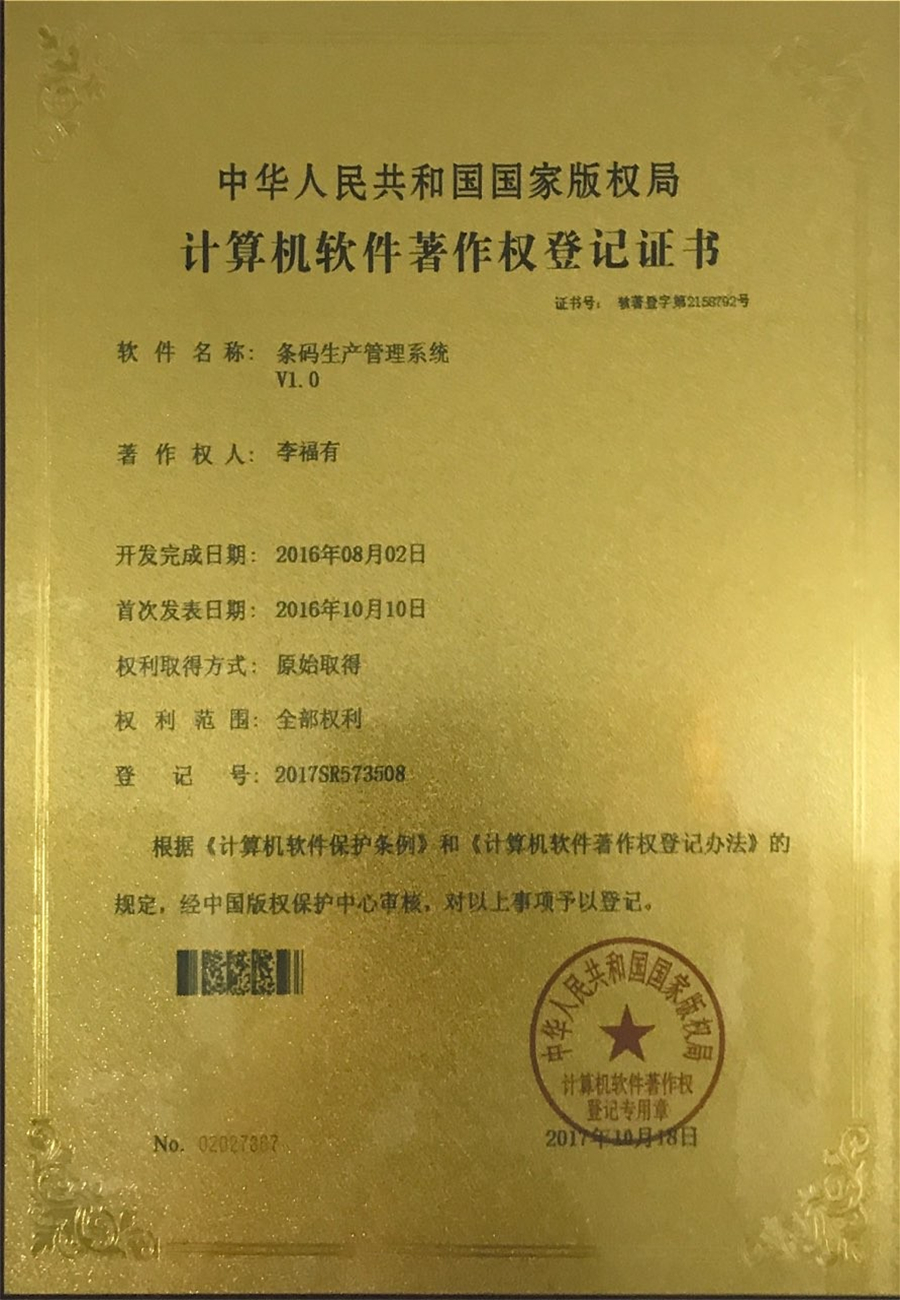 中华人民共和国国家版权局
计算机软件著作权登记证书
证书号： 软著登字第2158792号
软件名称： 条码生产管理系统
V1.0
著作权人： 李福有
开发完成日期： 2016年08月02日
首次发表日期： 2016年10月10日
权利取得方式： 原始取得
权利范围： 全部权利
登记号： 2017SR573508
根据《计算机软件保护条例》和《计算机软件著作权登记办法》的
规定，经中国版权保护中心审核，对以上事项予以登记。
中华人民共和国国家版权局
计算机软件著作权
登记专用章
No. 02027387
2017年10月18日